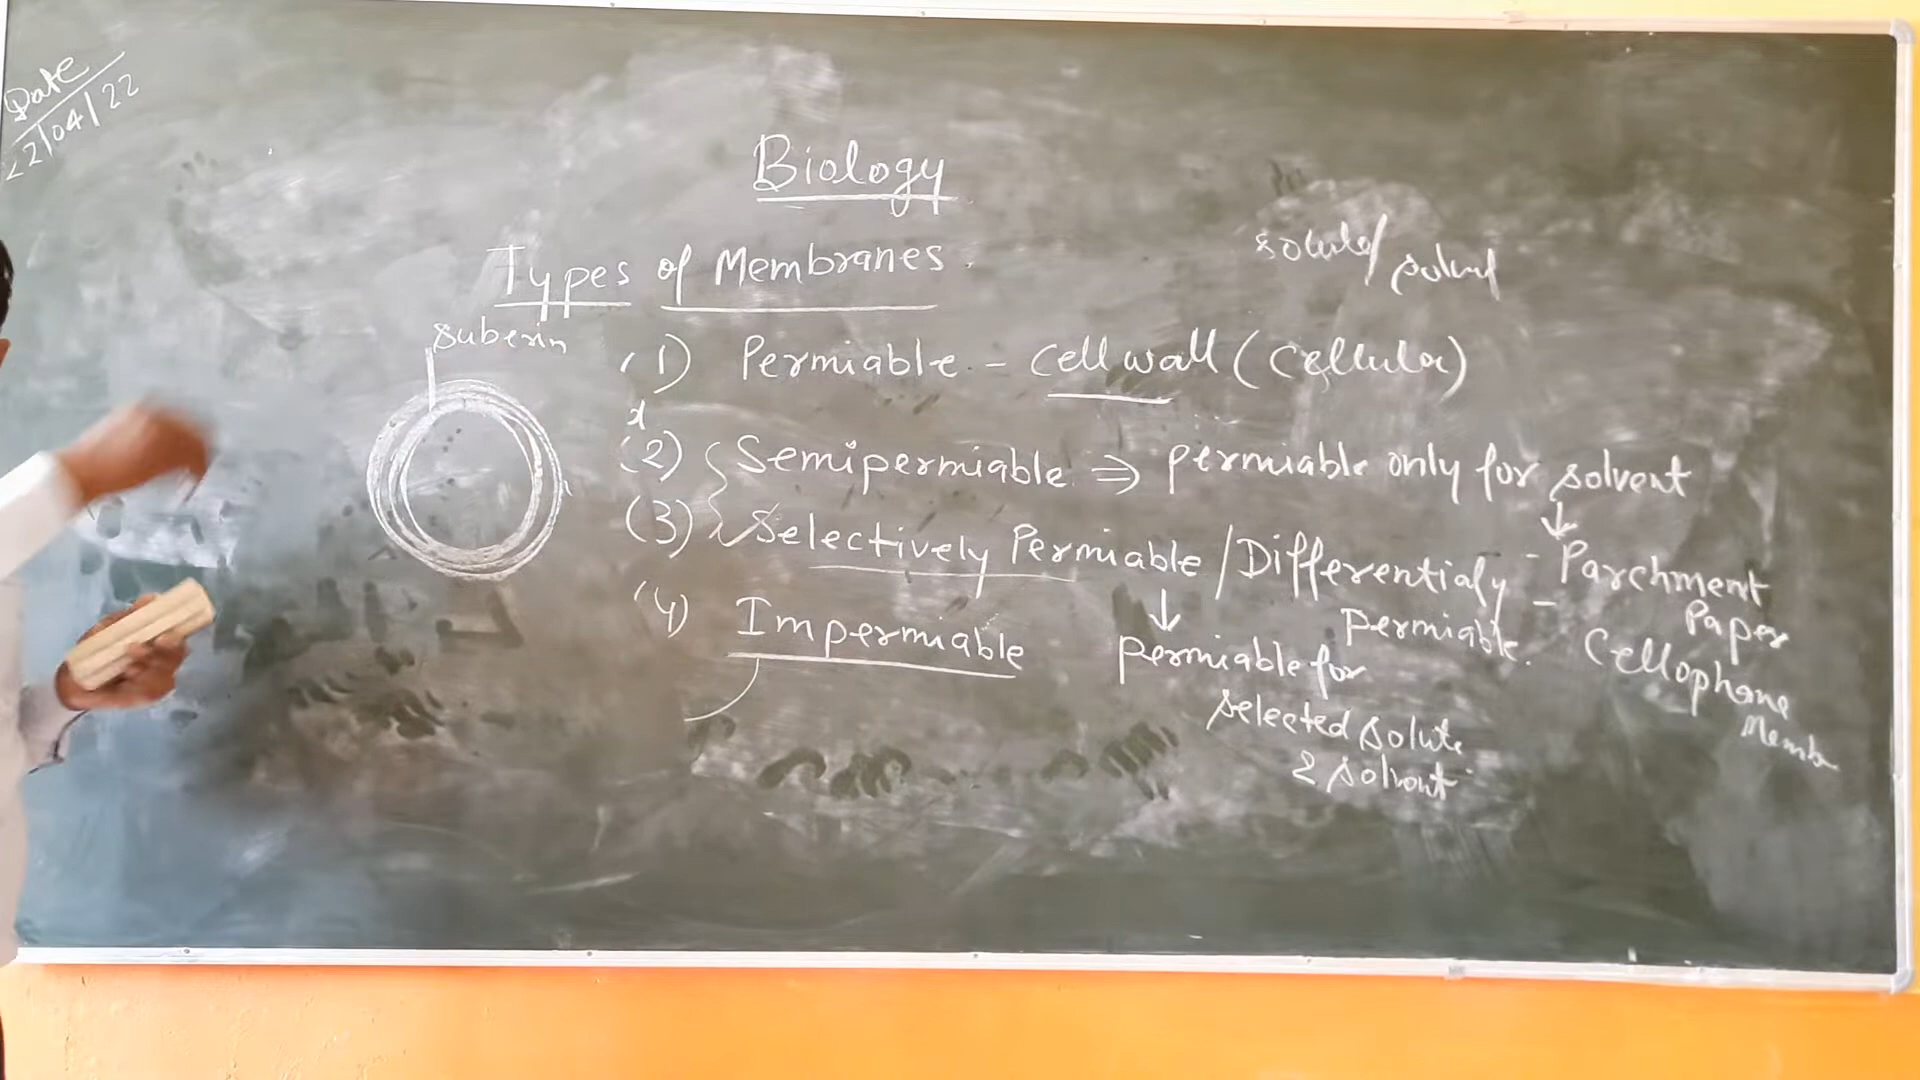 Date
22/04/22
Biology
Types of Membranes.
solute/solvent
suberin
(1) Permiable - cell wall (Cellular)
x
(2) Semipermiable ⇒ permiable only for solvent
↓
(3) Selectively Permiable / Differentialy permiable.
- Parchment Paper
- Cellophane Memb
↓
permiable for
selected solute
& solvent
(4) Impermiable